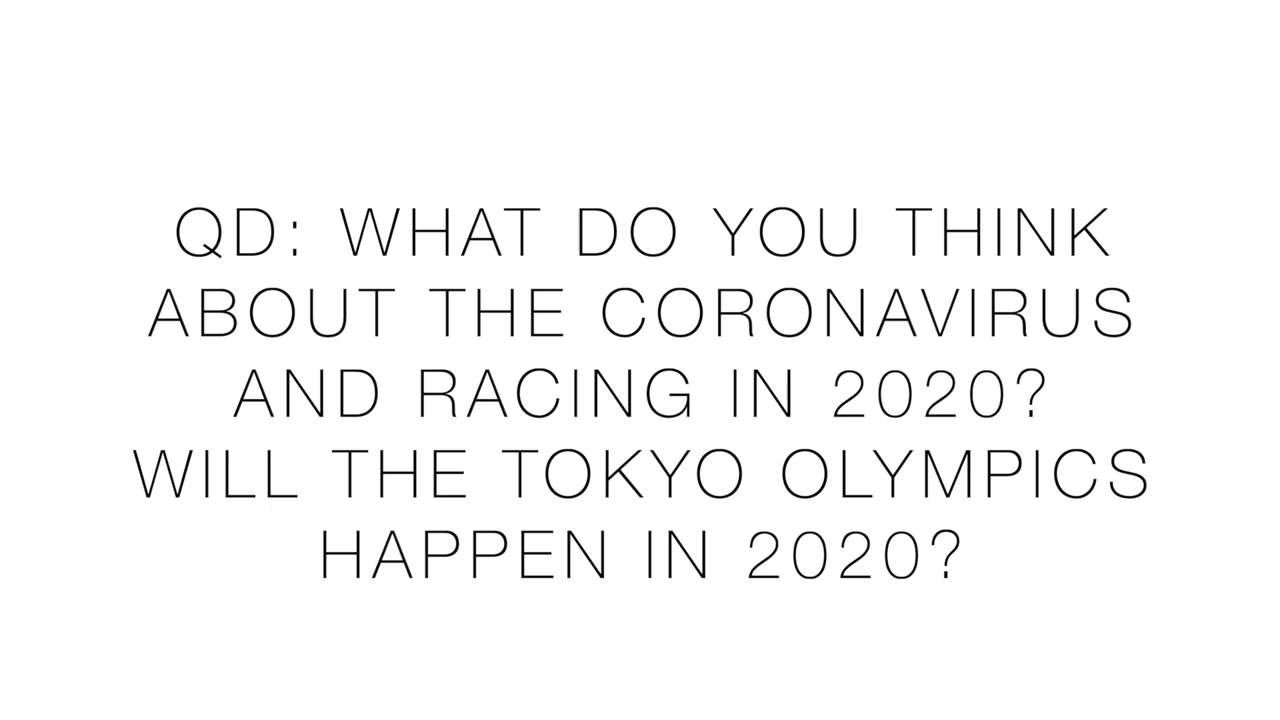 QD: WHAT DO YOU THINK
ABOUT THE CORONAVIRUS
AND RACING IN 2020?
WILL THE TOKYO OLYMPICS
HAPPEN IN 2020?